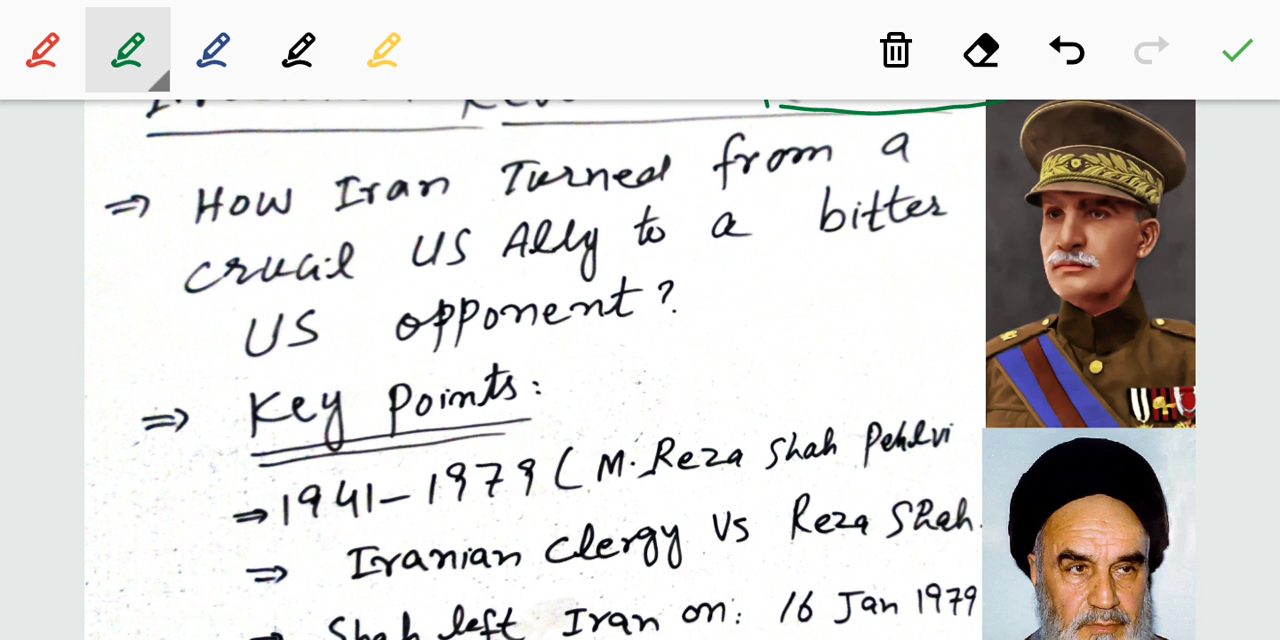 ⇒ How Iran Turned from a
crucil US Ally to a bitter
US opponent?
⇒ Key Points:
⇒ 1941-1979 ( M. Reza Shah Pehlvi
⇒ Iranian clergy Vs Reza Shah.
⇒ Shah left Iran on: 16 Jan 1979